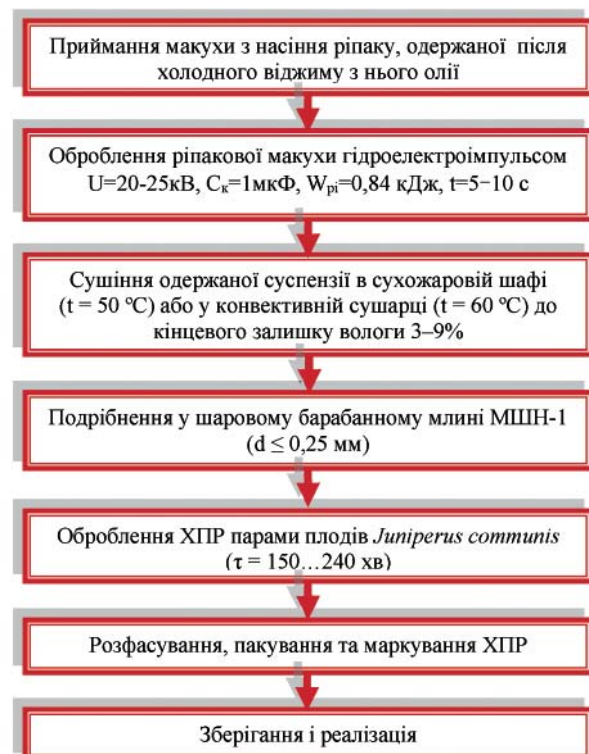 Приймання макухи з насіння ріпаку, одержаної після
холодного віджиму з нього олії
Оброблення ріпакової макухи гідроелектроімпульсом
U=20-25кВ, Cк=1мкФ, Wрі=0,84 кДж, t=5−10 с
Сушіння одержаної суспензії в сухожаровій шафі
(t = 50 ºС) або у конвективній сушарці (t = 60 ºС) до
кінцевого залишку вологи 3–9%
Подрібнення у шаровому барабанному млині МШН-1
(d ≤ 0,25 мм)
Оброблення ХПР парами плодів Juniperus communis
(τ = 150…240 хв)
Розфасування, пакування та маркування ХПР
Зберігання і реалізація